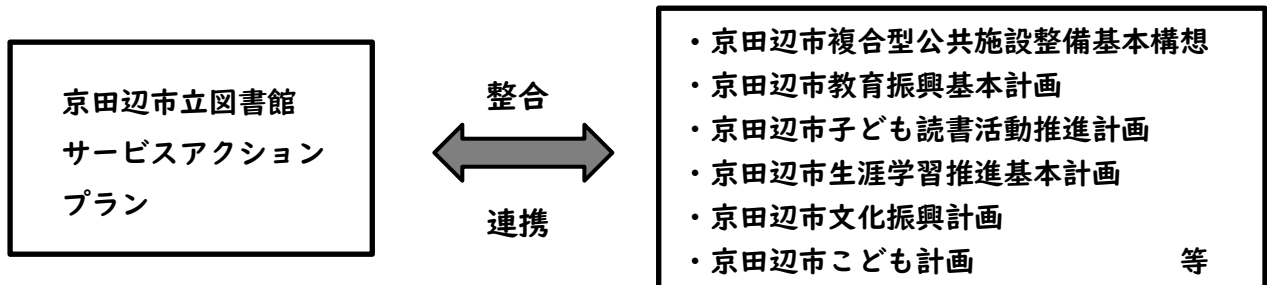 京田辺市立図書館
サービスアクション
プラン
整合
連携
・京田辺市複合型公共施設整備基本構想
・京田辺市教育振興基本計画
・京田辺市子ども読書活動推進計画
・京田辺市生涯学習推進基本計画
・京田辺市文化振興計画
・京田辺市こども計画 等